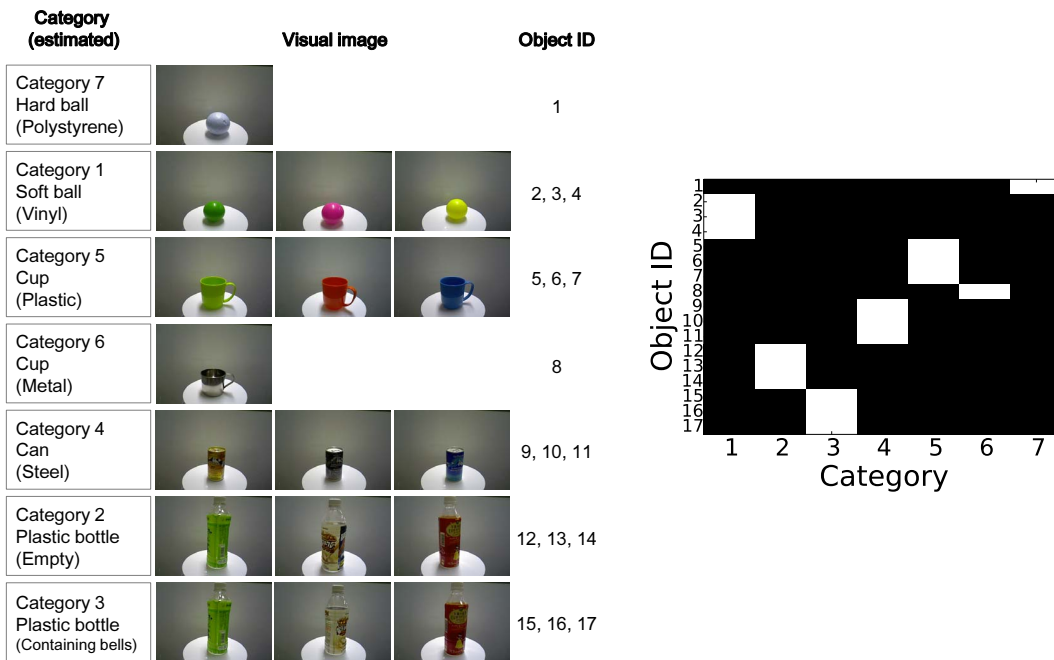 Category
(estimated)
Visual image
Object ID
Category 7
Hard ball
(Polystyrene)
1
Category 1
Soft ball
(Vinyl)
2, 3, 4
Category 5
Cup
(Plastic)
5, 6, 7
Category 6
Cup
(Metal)
8
Category 4
Can
(Steel)
9, 10, 11
Category 2
Plastic bottle
(Empty)
12, 13, 14
Category 3
Plastic bottle
(Containing bells)
15, 16, 17
Object ID
1
2
3
4
5
6
7
8
9
10
11
12
13
14
15
16
17
1 2 3 4 5 6 7
Category